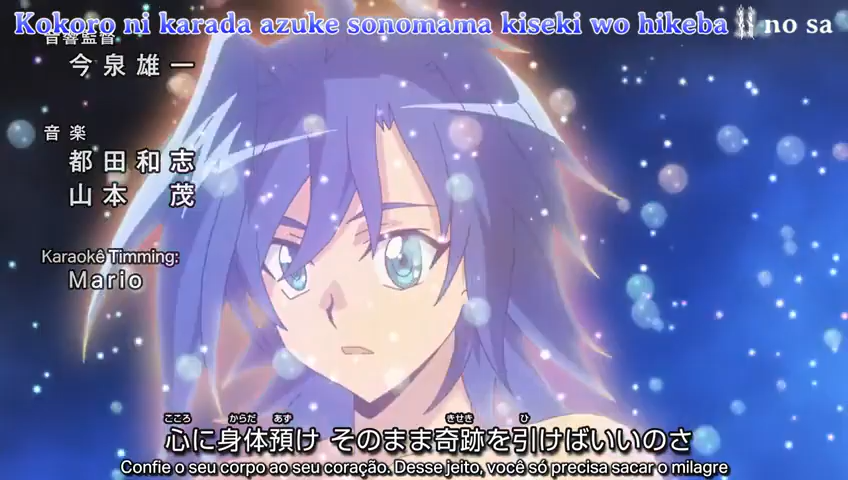 Kokoro ni karada azuke sonomama kiseki wo hikeba ii no sa
音響監督
今泉雄一
音楽
都田和志
山本 茂
Karaokê Timming:
Mario
こころ からだ あず きせき ひ
心に身体預け そのまま奇跡を引けばいいのさ
Confie o seu corpo ao seu coração. Desse jeito, você só precisa sacar o milagre